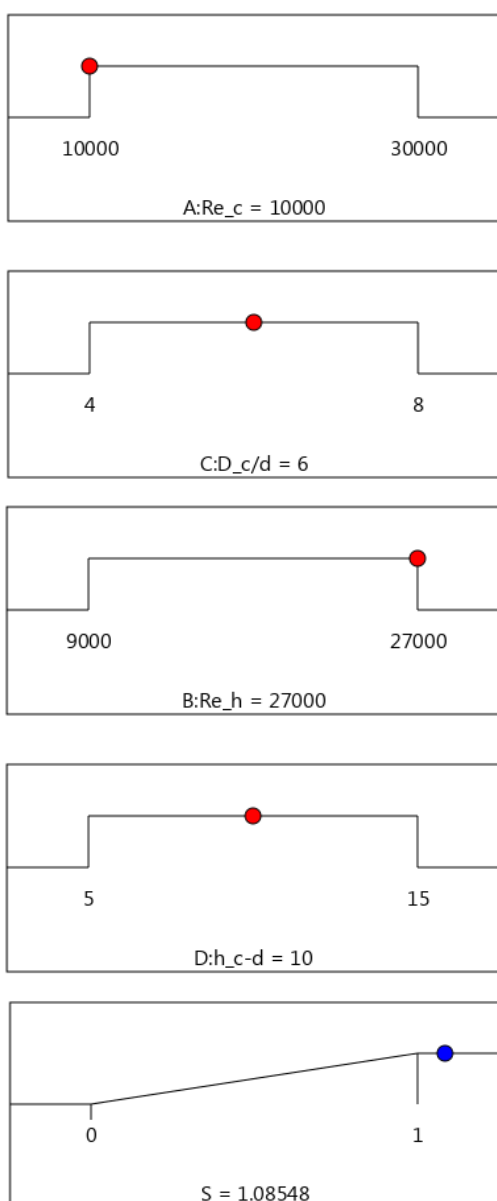 10000 30000
A:Re_c = 10000
4 8
C:D_c/d = 6
9000 27000
B:Re_h = 27000
5 15
D:h_c-d = 10
0 1
S = 1.08548